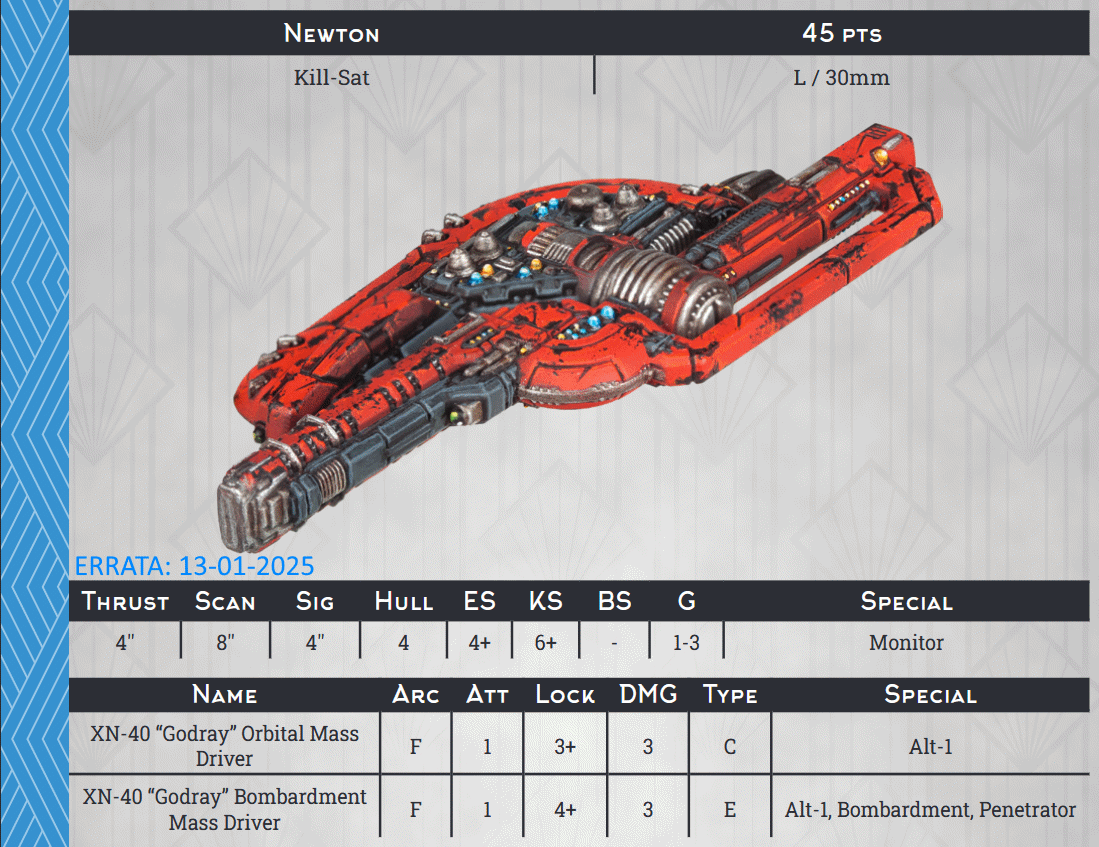 Newton 45 pts
Kill-Sat L / 30mm
ERRATA: 13-01-2025
Thrust Scan Sig Hull ES KS BS G Special
4" 8" 4" 4 4+ 6+ - 1-3 Monitor
Name Arc Att Lock DMG Type Special
XN-40 “Godray” Orbital Mass
Driver F 1 3+ 3 C Alt-1
XN-40 “Godray” Bombardment
Mass Driver F 1 4+ 3 E Alt-1, Bombardment, Penetrator